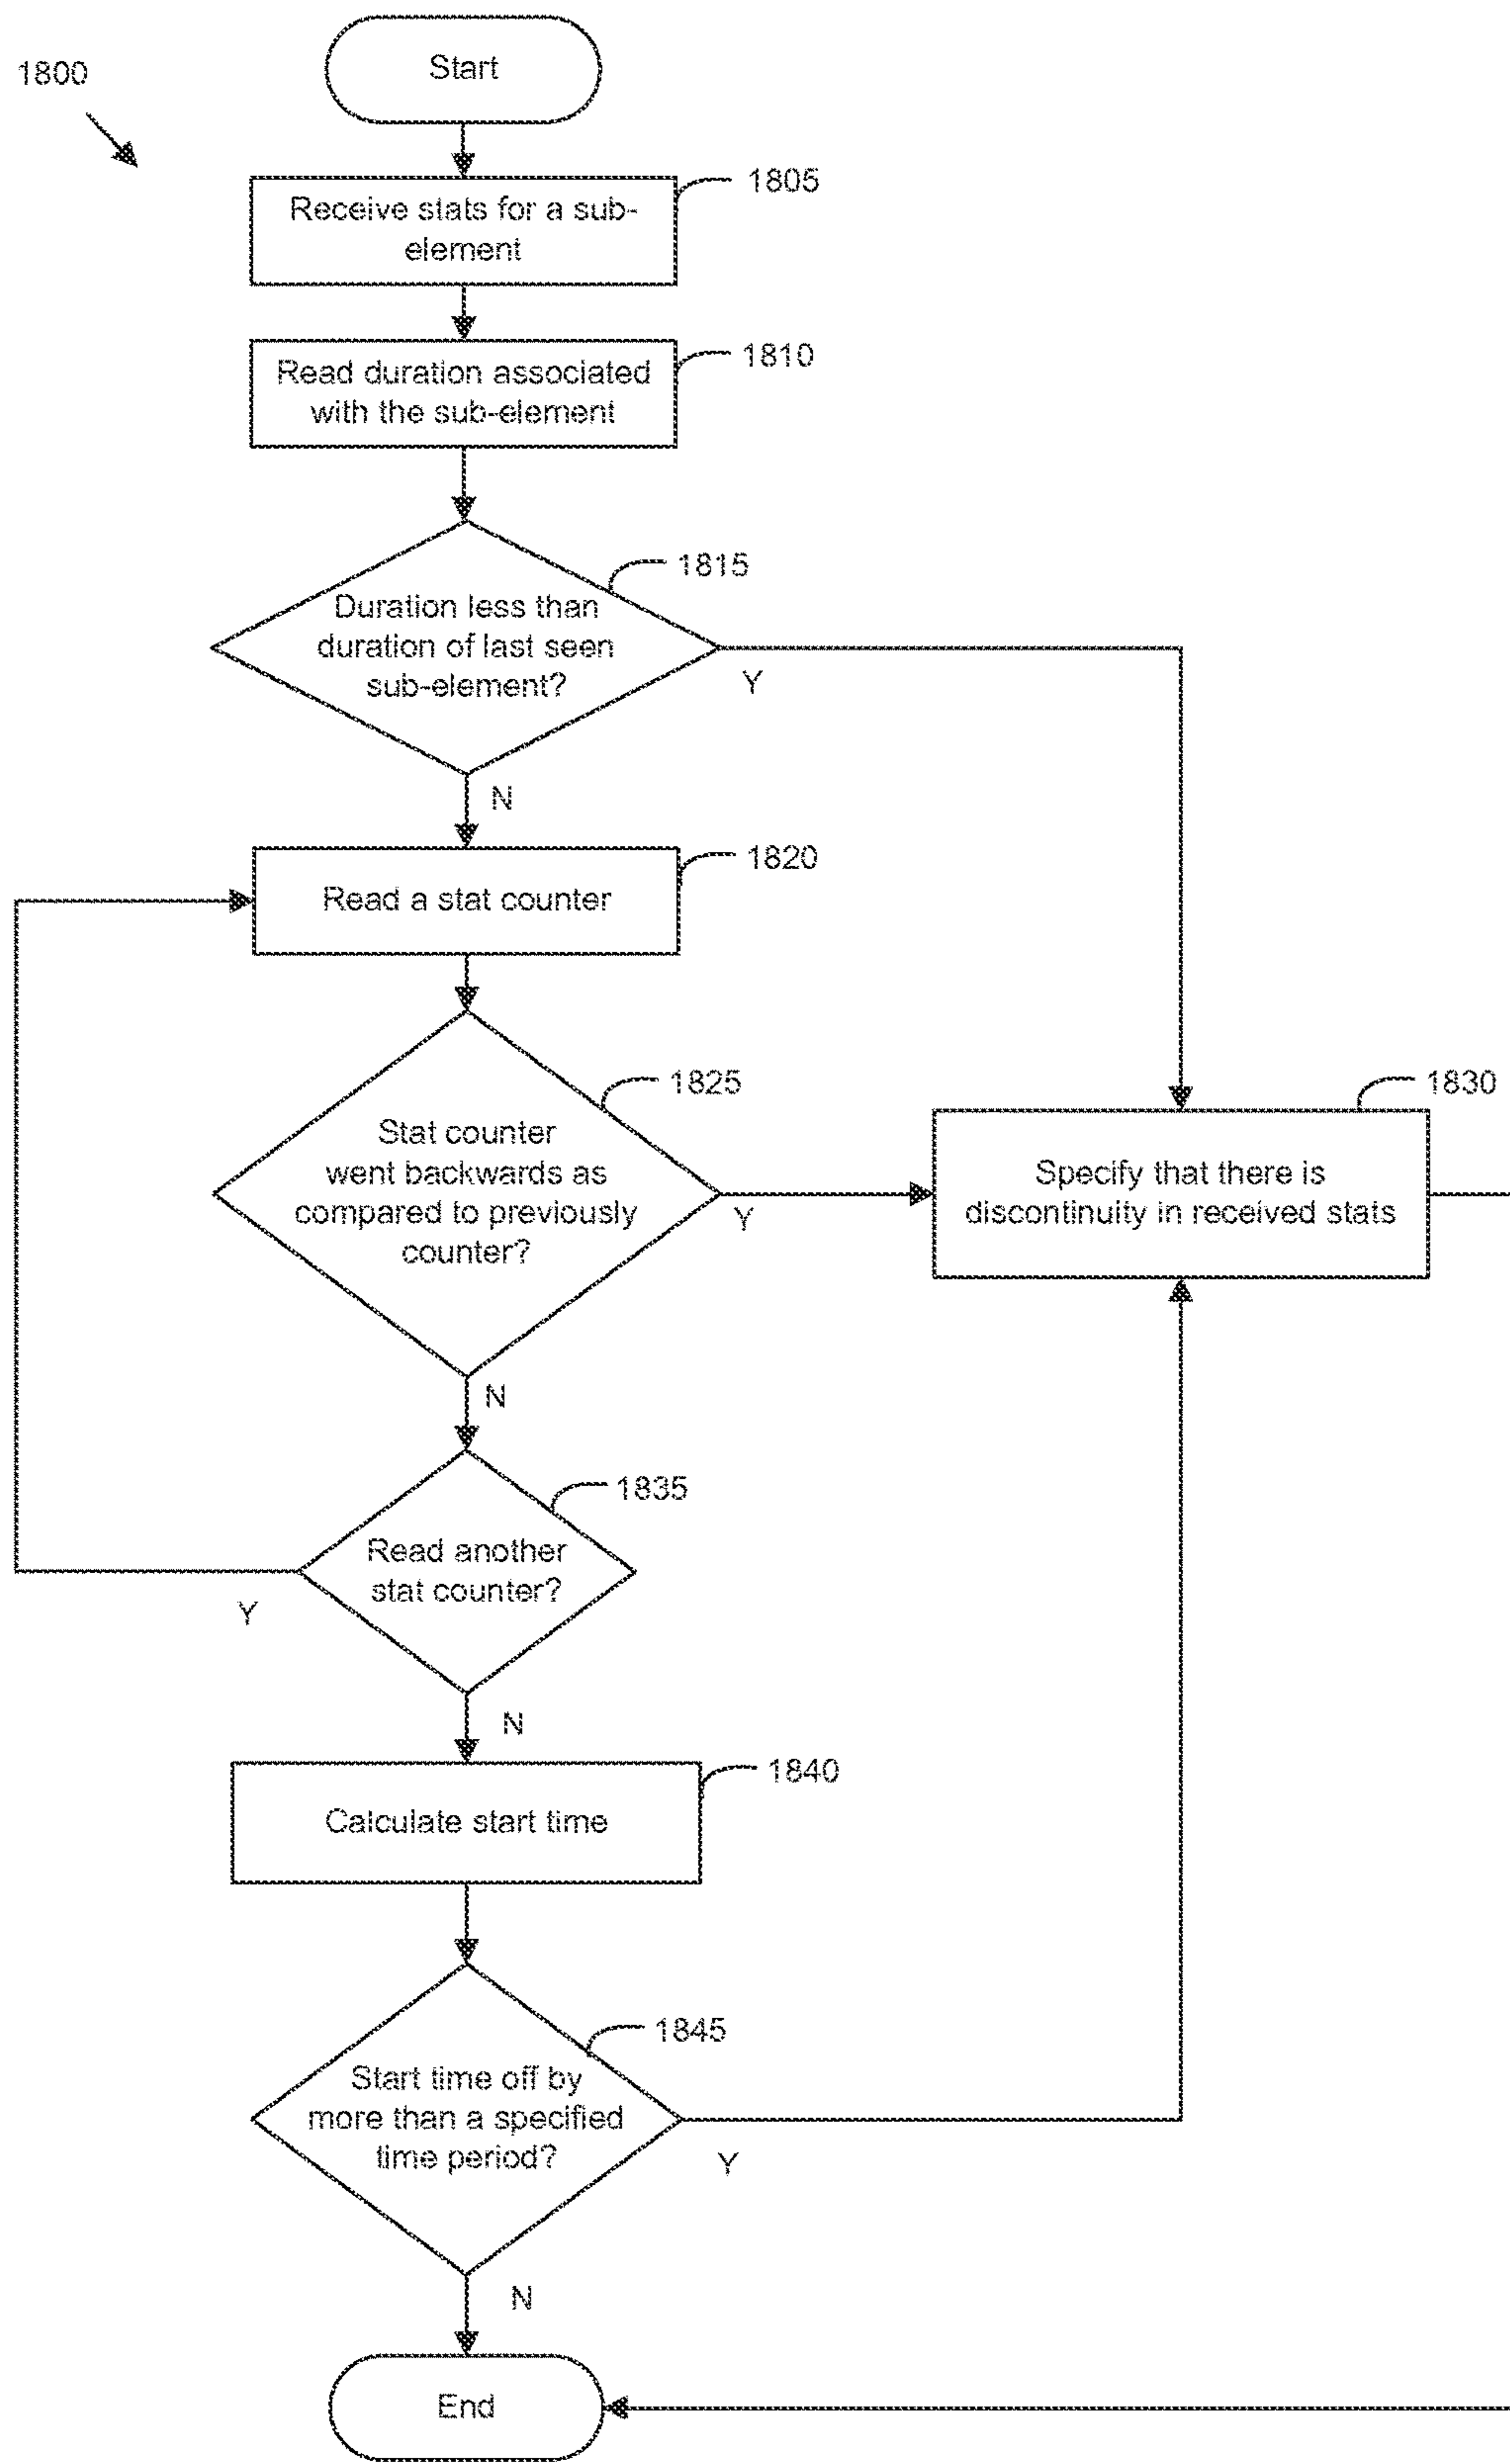 1800
Start
1805
Receive stats for a sub-
element
1810
Read duration associated
with the sub-element
1815
Duration less than
duration of last seen
sub-element?
Y
N
1820
Read a stat counter
1825
Stat counter
went backwards as
compared to previously
counter?
Y
1830
Specify that there is
discontinuity in received stats
N
1835
Read another
stat counter?
Y
N
1840
Calculate start time
1845
Start time off by
more than a specified
time period?
Y
N
End